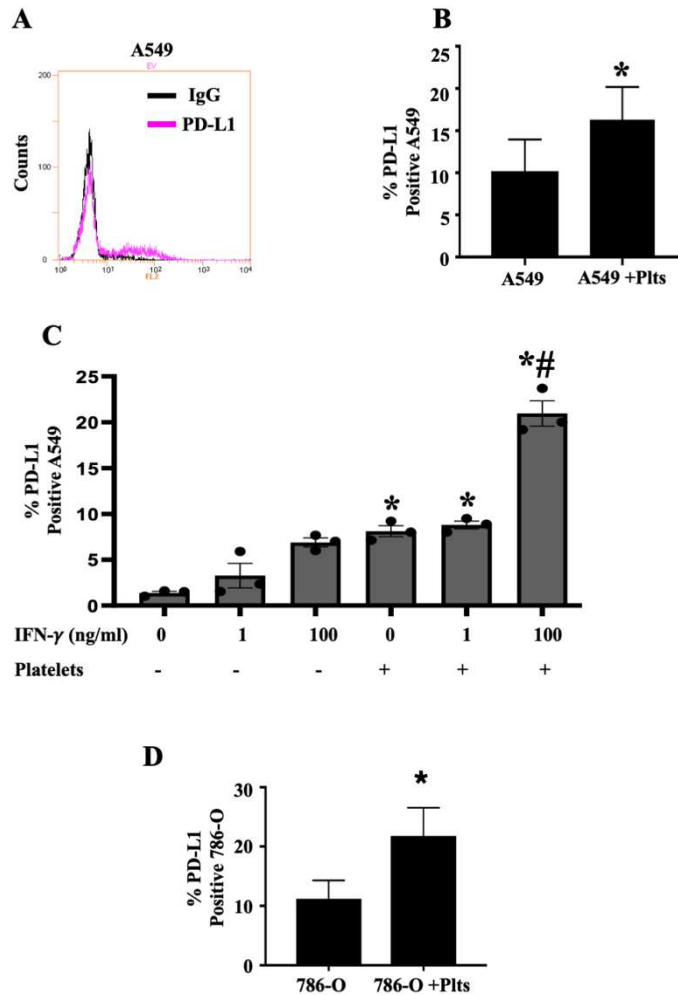 A
A549
EV
200
100
0
Counts
IgG
PD-L1
10⁰ 10¹ 10² 10³ 10⁴
FL2
B
25
20
15
10
5
0
% PD-L1
Positive A549
*
A549 A549 +Plts
C
25
20
15
10
5
0
% PD-L1
Positive A549
* * *#
IFN-γ (ng/ml) 0 1 100 0 1 100
Platelets - - - + + +
D
30
20
10
0
% PD-L1
Positive 786-O
*
786-O 786-O +Plts